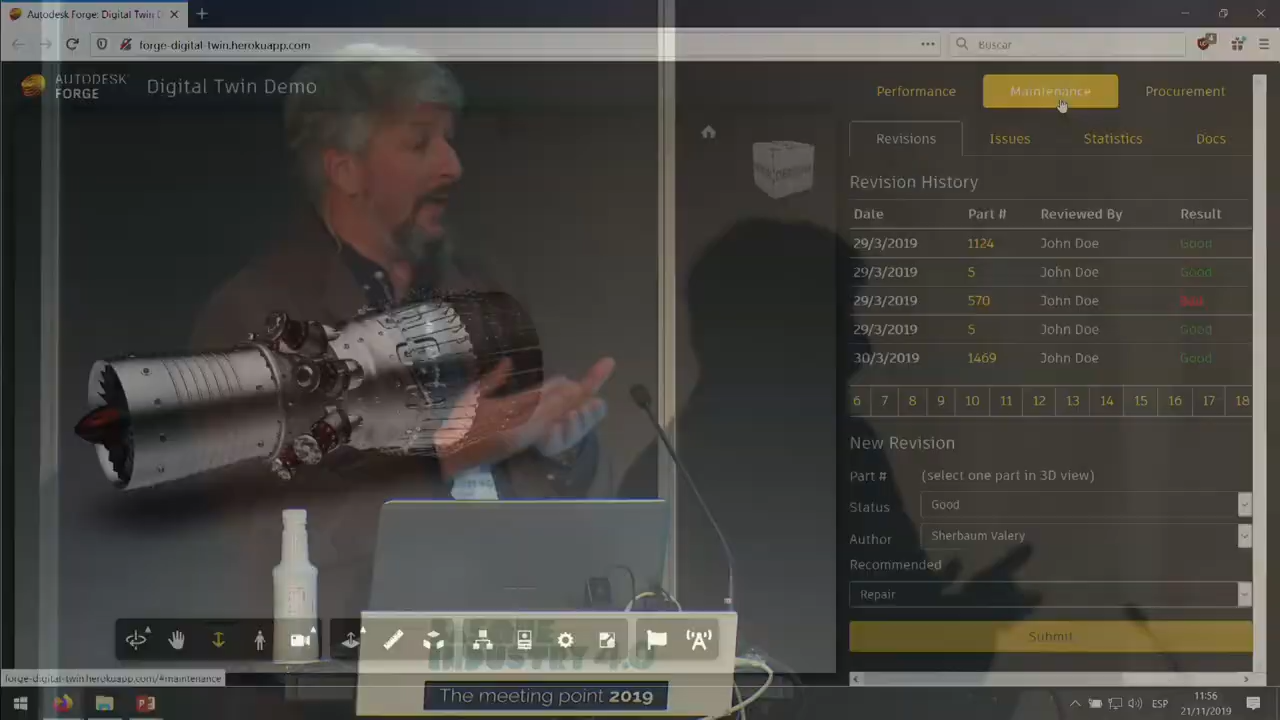 Autodesk Forge: Digital Twin D
forge-digital-twin.herokuapp.com
Buscar
4
AUTODESK
FORGE
Digital Twin Demo
Performance
Maintenance
Procurement
Revisions
Issues
Statistics
Docs
Revision History
Date Part # Reviewed By Result
29/3/2019 1124 John Doe Good
29/3/2019 5 John Doe Good
29/3/2019 570 John Doe Bad
29/3/2019 5 John Doe Good
30/3/2019 1469 John Doe Good
6 7 8 9 10 11 12 13 14 15 16 17 18
New Revision
Part # (select one part in 3D view)
Status Good
Author Sherbaum Valery
Recommended
Repair
Submit
INDUSTRY 4.0
The meeting point 2019
forge-digital-twin.herokuapp.com/#maintenance
ESP
11:56
21/11/2019